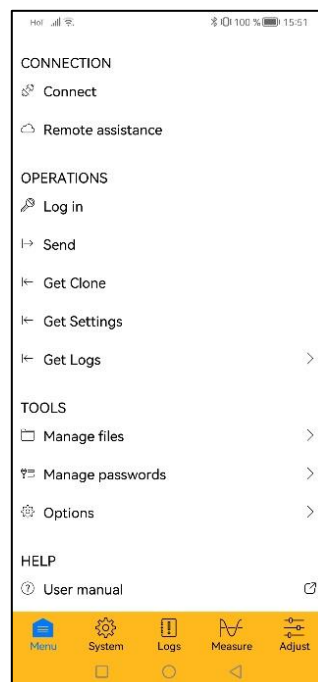 Hol 100 % 15:51
CONNECTION
Connect
Remote assistance
OPERATIONS
Log in
Send
Get Clone
Get Settings
Get Logs
TOOLS
Manage files
Manage passwords
Options
HELP
User manual
Menu System Logs Measure Adjust